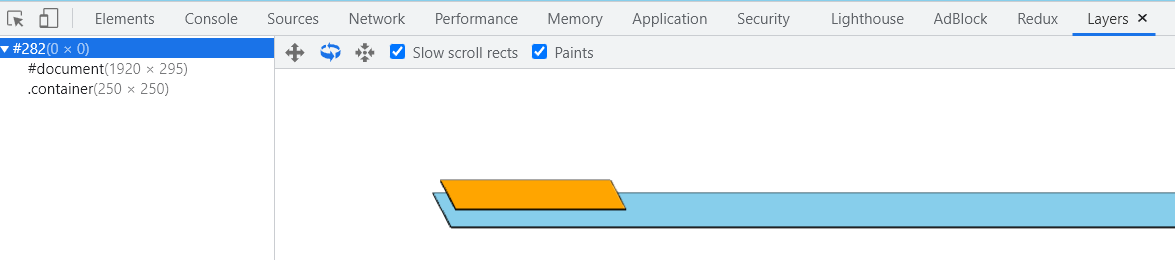 Elements Console Sources Network Performance Memory Application Security Lighthouse AdBlock Redux Layers ✕
#282(0 × 0)
Slow scroll rects Paints
#document(1920 × 295)
.container(250 × 250)